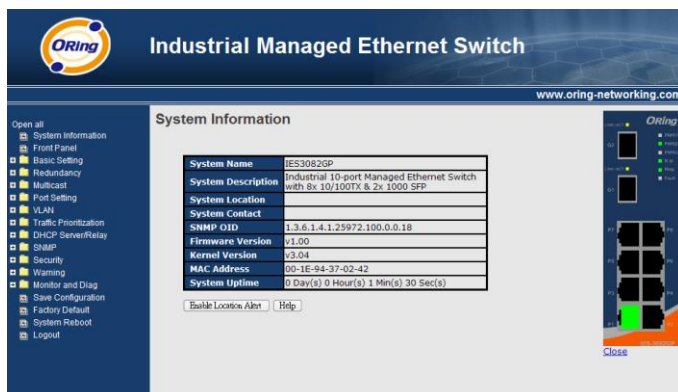 ORing
Industrial Managed Ethernet Switch
www.oring-networking.com
Open all
System Information
Front Panel
Basic Setting
Redundancy
Multicast
Port Setting
VLAN
Traffic Prioritization
DHCP Server/Relay
SNMP
Security
Warning
Monitor and Diag
Save Configuration
Factory Default
System Reboot
Logout
System Information
System Name IES3082GP
System Description Industrial 10-port Managed Ethernet Switch with 8x 10/100TX & 2x 1000 SFP
System Location
System Contact
SNMP OID 1.3.6.1.4.1.25972.100.0.0.18
Firmware Version v1.00
Kernel Version v3.04
MAC Address 00-1E-94-37-02-42
System Uptime 0 Day(s) 0 Hour(s) 1 Min(s) 30 Sec(s)
Enable Location Alert Help
ORing
G2
G1
Close